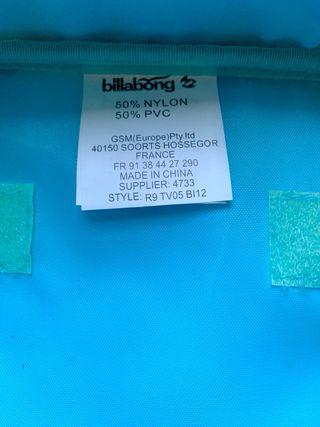 billabong
50% NYLON
50% PVC
GSM(Europe)Pty.ltd
40150 SOORTS HOSSEGOR
FRANCE
FR 91 38 44 27 290
MADE IN CHINA
SUPPLIER: 4733
STYLE: R9 TV05 BI12